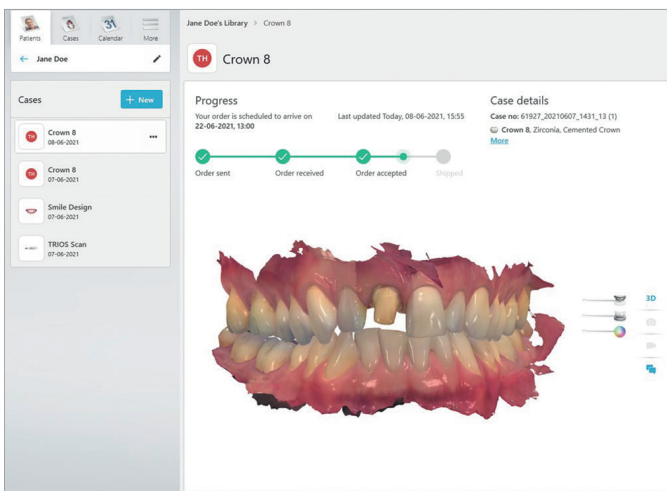 Patients
Cases
Calendar
31
More
Jane Doe
Cases
+ New
TH
Crown 8
08-06-2021
TH
Crown 8
07-06-2021
Smile Design
07-06-2021
TRIOS Scan
07-06-2021
Jane Doe's Library > Crown 8
TH
Crown 8
Progress
Your order is scheduled to arrive on
22-06-2021, 13:00
Last updated Today, 08-06-2021, 15:55
Order sent
Order received
Order accepted
Shipped
Case details
Case no: 61927_20210607_1431_13 (1)
Crown 8, Zirconia, Cemented Crown
More
3D